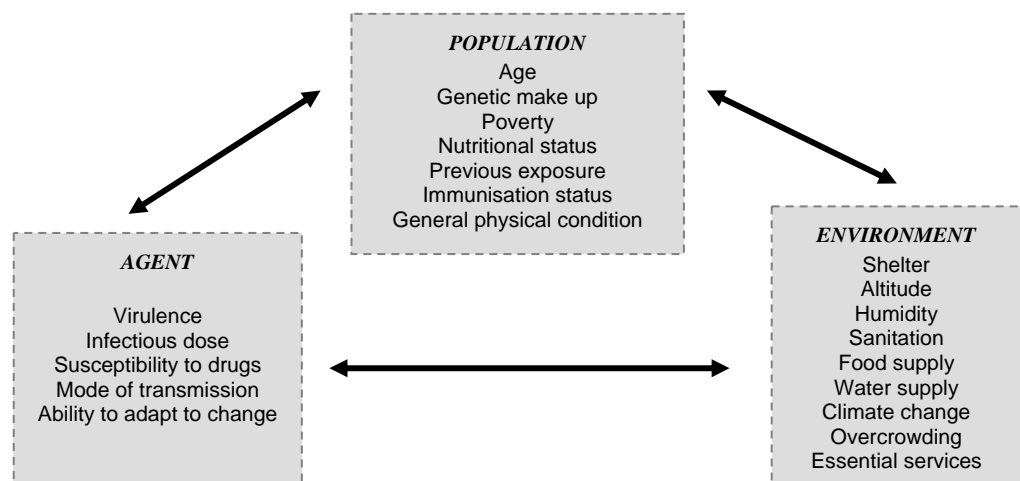 POPULATION
Age
Genetic make up
Poverty
Nutritional status
Previous exposure
Immunisation status
General physical condition
AGENT
Virulence
Infectious dose
Susceptibility to drugs
Mode of transmission
Ability to adapt to change
ENVIRONMENT
Shelter
Altitude
Humidity
Sanitation
Food supply
Water supply
Climate change
Overcrowding
Essential services